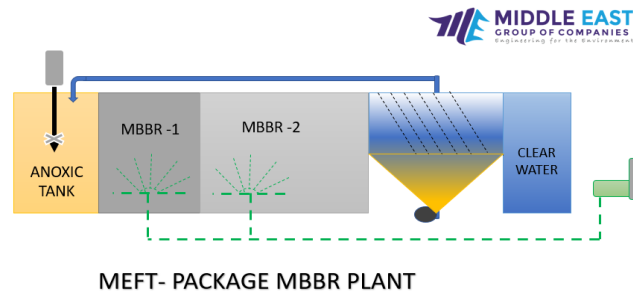 MIDDLE EAST
GROUP OF COMPANIES
Engineering for the Environment
MBBR -1
MBBR -2
ANOXIC
TANK
CLEAR
WATER
MEFT- PACKAGE MBBR PLANT